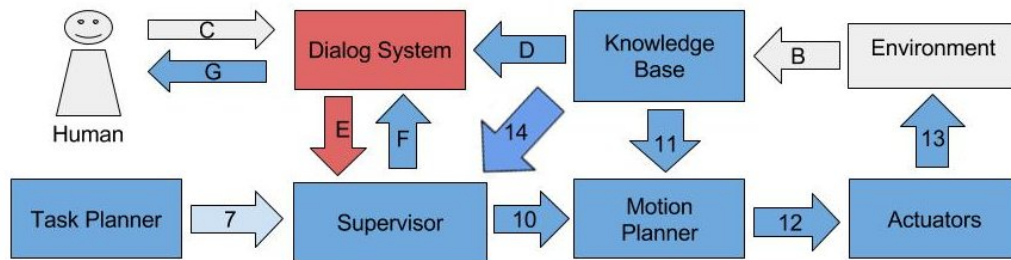 C
Dialog System
D
Knowledge
Base
B
Environment
G
Human
E
F
14
11
13
Task Planner
7
Supervisor
10
Motion
Planner
12
Actuators